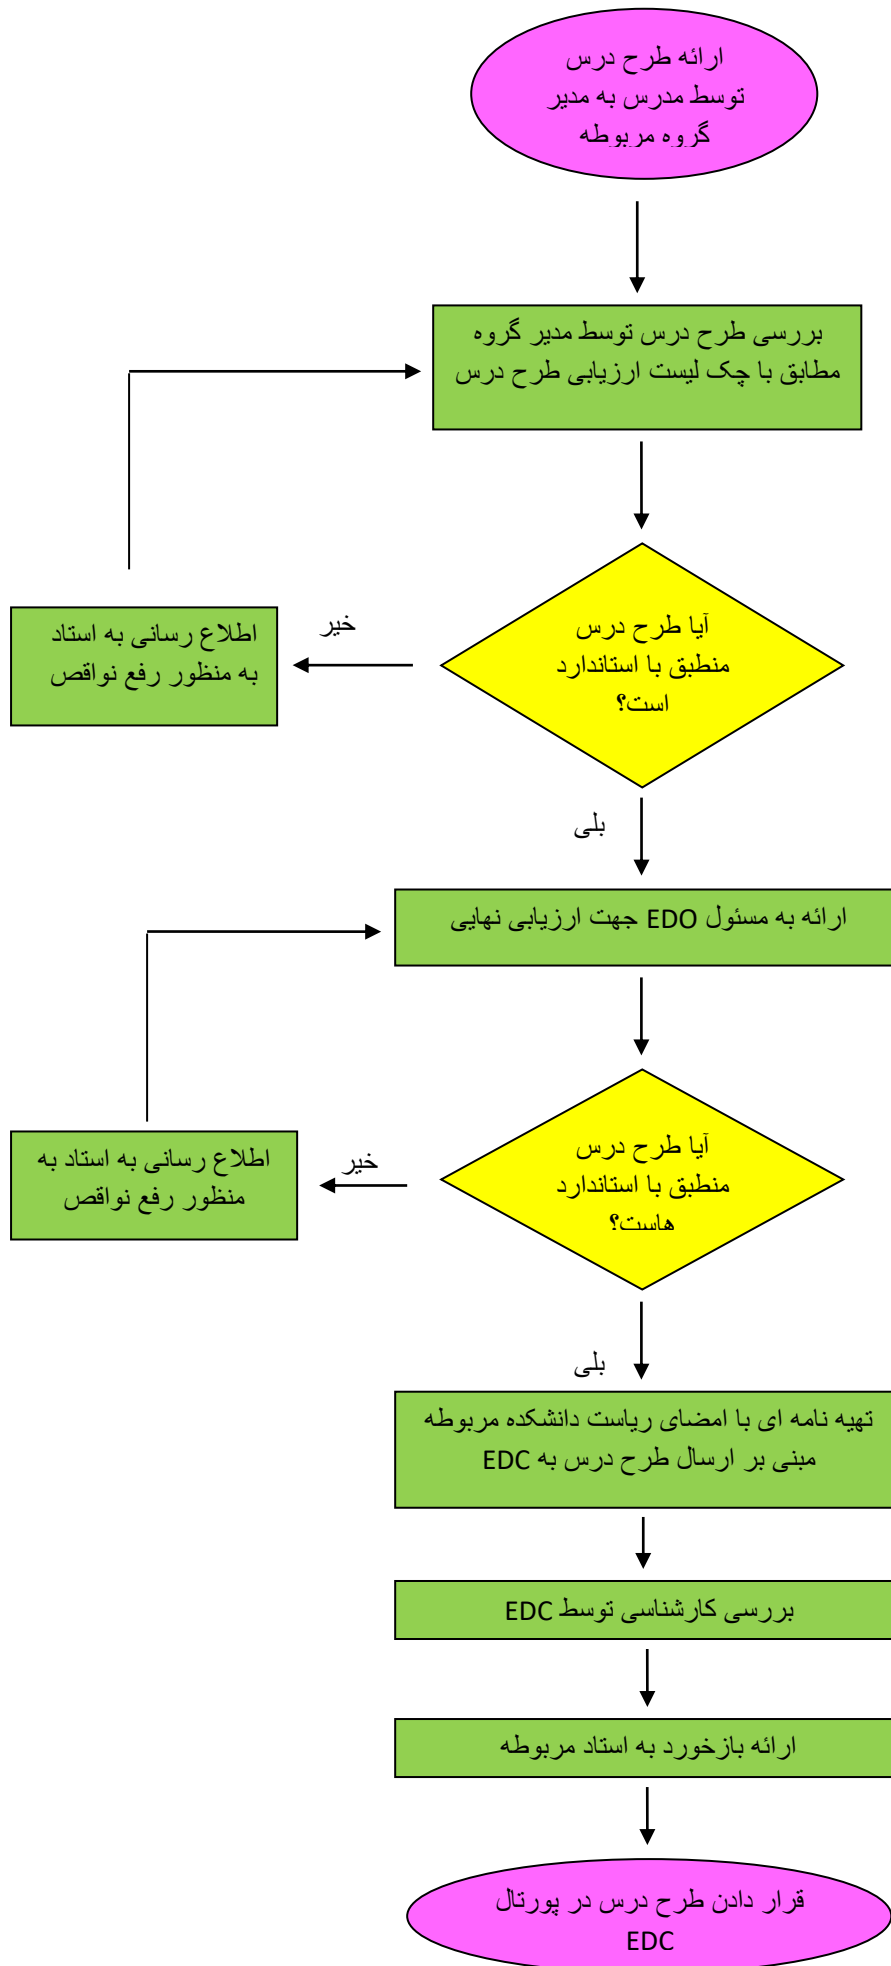 ارائه طرح درس
توسط مدرس به مدیر
گروه مربوطه
بررسی طرح درس توسط مدیر گروه
مطابق با چک لیست ارزیابی طرح درس
آیا طرح درس
منطبق با استاندارد
است؟
خیر
اطلاع رسانی به استاد
به منظور رفع نواقص
بلی
ارائه به مسئول EDO جهت ارزیابی نهایی
آیا طرح درس
منطبق با استاندارد
هاست؟
خیر
اطلاع رسانی به استاد به
منظور رفع نواقص
بلی
تهیه نامه ای با امضای ریاست دانشکده مربوطه
مبنی بر ارسال طرح درس به EDC
بررسی کارشناسی توسط EDC
ارائه بازخورد به استاد مربوطه
قرار دادن طرح درس در پورتال
EDC